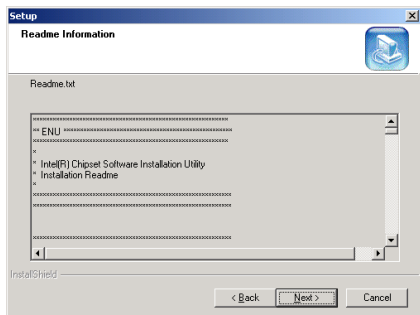 Setup
Readme Information
Readme.txt
************************************************************
** ENU ******************************************************
************************************************************
*
* Intel(R) Chipset Software Installation Utility
* Installation Readme
*
************************************************************
************************************************************
************************************************************
InstallShield
< Back
Next >
Cancel